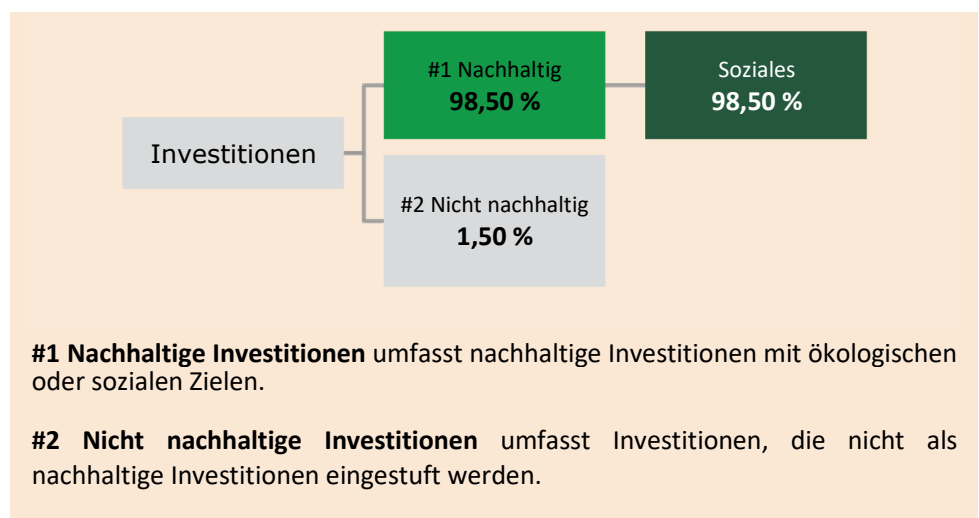 #1 Nachhaltig
98,50 %
Soziales
98,50 %
Investitionen
#2 Nicht nachhaltig
1,50 %
#1 Nachhaltige Investitionen umfasst nachhaltige Investitionen mit ökologischen
oder sozialen Zielen.
#2 Nicht nachhaltige Investitionen umfasst Investitionen, die nicht als
nachhaltige Investitionen eingestuft werden.